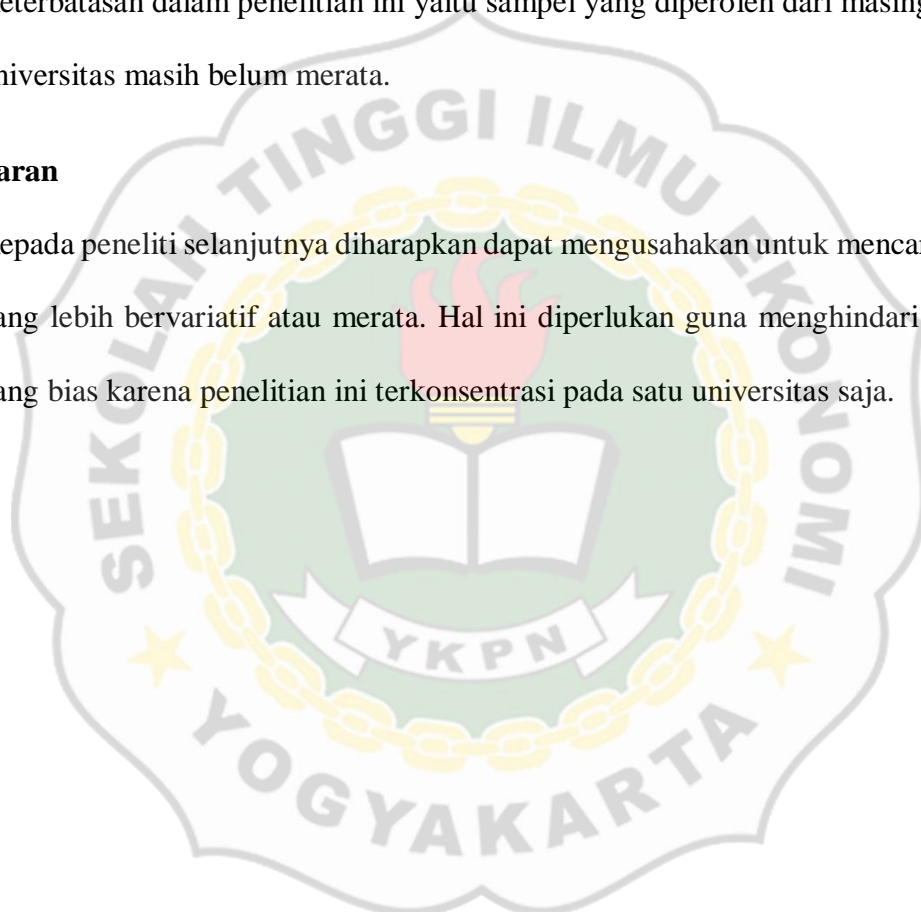 eterbatasan dalam penelitian ini yaitu sampel yang diperoleh dari masing
niversitas masih belum merata.
aran
epada peneliti selanjutnya diharapkan dapat mengusahakan untuk mencar
ang lebih bervariatif atau merata. Hal ini diperlukan guna menghindari
ang bias karena penelitian ini terkonsentrasi pada satu universitas saja.
SEKOLAH TINGGI ILMU EKONOMI
YKPN
YOGYAKARTA